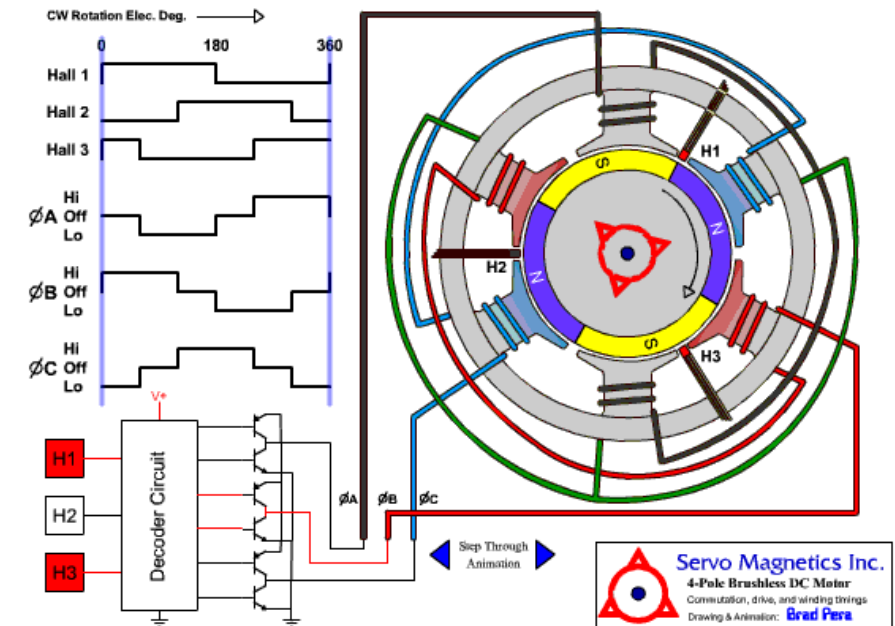 CW Rotation Elec. Deg.
0 180 360
Hall 1
Hall 2
Hall 3
Hi
ØA Off
Lo
Hi
ØB Off
Lo
Hi
ØC Off
Lo
V+
H1
H2
H3
Decoder Circuit
ØA ØB ØC
S
N
N
S
H1
H2
H3
Step Through
Animation
Servo Magnetics Inc.
4-Pole Brushless DC Motor
Commutation, drive, and winding timings
Drawing & Animation: Brad Pera